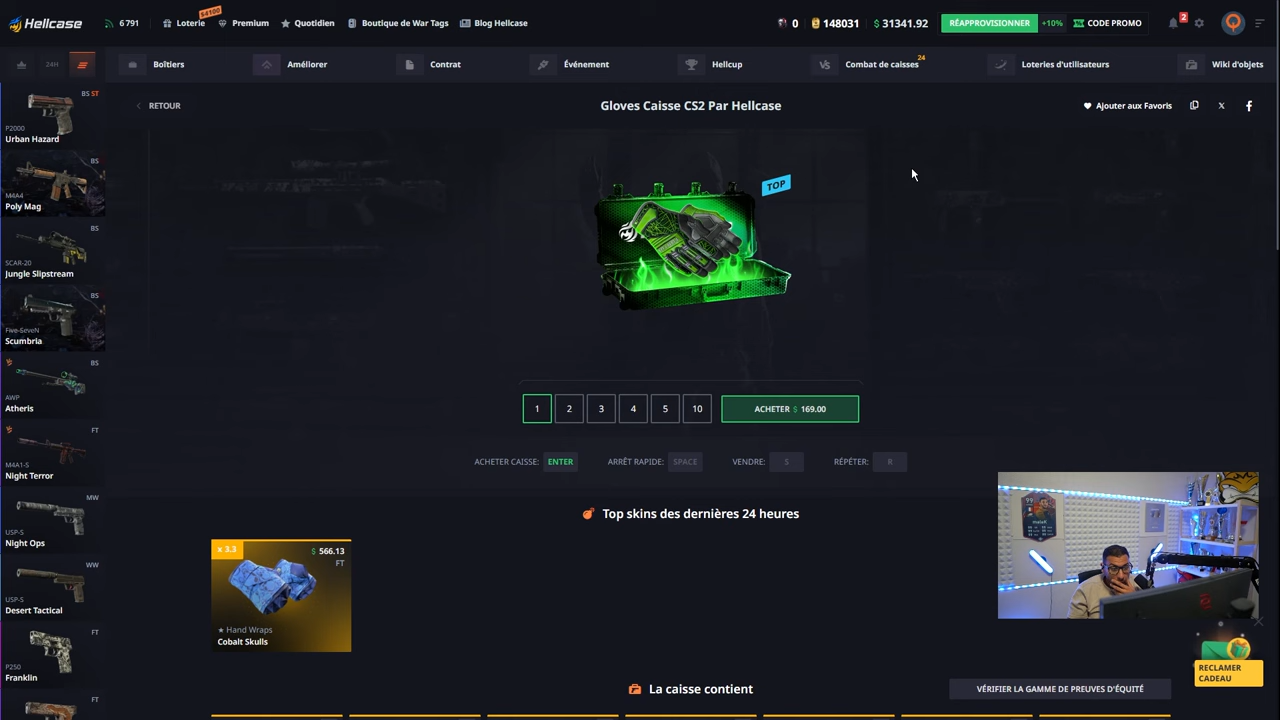 Hellcase
6 791
Loterie
$4100
Premium
Quotidien
Boutique de War Tags
Blog Hellcase
0
148031
$ 31341.92
RÉAPPROVISIONNER
+10%
CODE PROMO
2
24H
Boîtiers
Améliorer
Contrat
Événement
Hellcup
Combat de caisses
24
Loteries d'utilisateurs
Wiki d'objets
RETOUR
Gloves Caisse CS2 Par Hellcase
Ajouter aux Favoris
BS ST
P2000
Urban Hazard
BS
M4A4
Poly Mag
BS
SCAR-20
Jungle Slipstream
BS
Five-SeveN
Scumbria
BS
AWP
Atheris
FT
M4A1-S
Night Terror
MW
USP-S
Night Ops
WW
USP-S
Desert Tactical
FT
P250
Franklin
FT
TOP
1
2
3
4
5
10
ACHETER $ 169.00
ACHETER CAISSE: ENTER
ARRÊT RAPIDE: SPACE
VENDRE: S
RÉPÉTER: R
Top skins des dernières 24 heures
x 3.3
$ 566.13
FT
★ Hand Wraps
Cobalt Skulls
99
RECLAMER
CADEAU
La caisse contient
VÉRIFIER LA GAMME DE PREUVES D'ÉQUITÉ